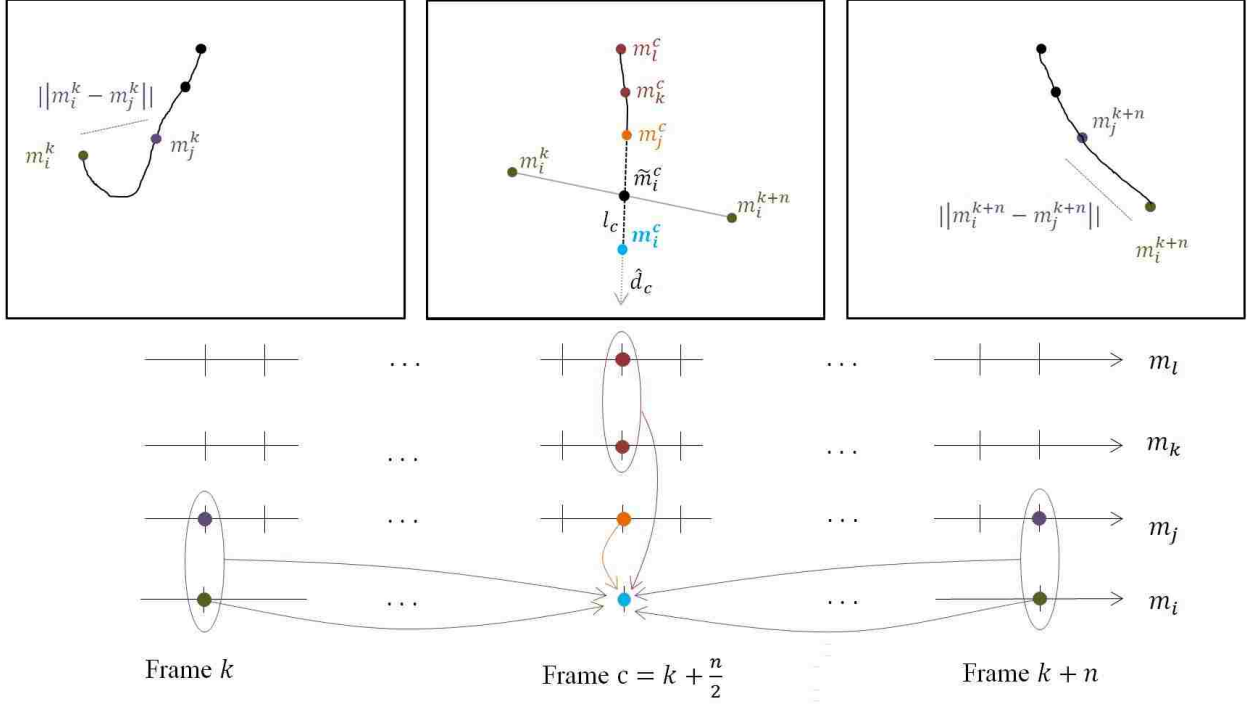 ||m_i^k − m_j^k||
m_i^k
m_j^k
m_l^c
m_k^c
m_j^c
m_i^k
m̃_i^c
m_i^{k+n}
l_c
m_i^c
d̂_c
m_j^{k+n}
||m_i^{k+n} − m_j^{k+n}||
m_i^{k+n}
... ... m_l
... ... m_k
... ... m_j
... ... m_i
Frame k
Frame c = k + n/2
Frame k + n